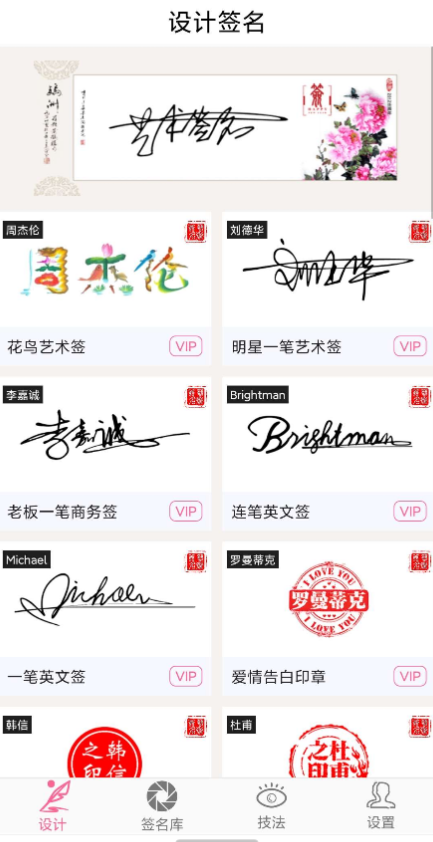 设计签名
艺术签名
签
周杰伦
周杰伦
花鸟艺术签
VIP
刘德华
刘德华
明星一笔艺术签
VIP
李嘉诚
李嘉诚
老板一笔商务签
VIP
Brightman
Brightman
连笔英文签
VIP
Michael
Michael
一笔英文签
VIP
罗曼蒂克
I LOVE YOU
罗曼蒂克
I LOVE YOU
爱情告白印章
VIP
韩信
韩信之印
杜甫
杜甫之印
设计
签名库
技法
设置